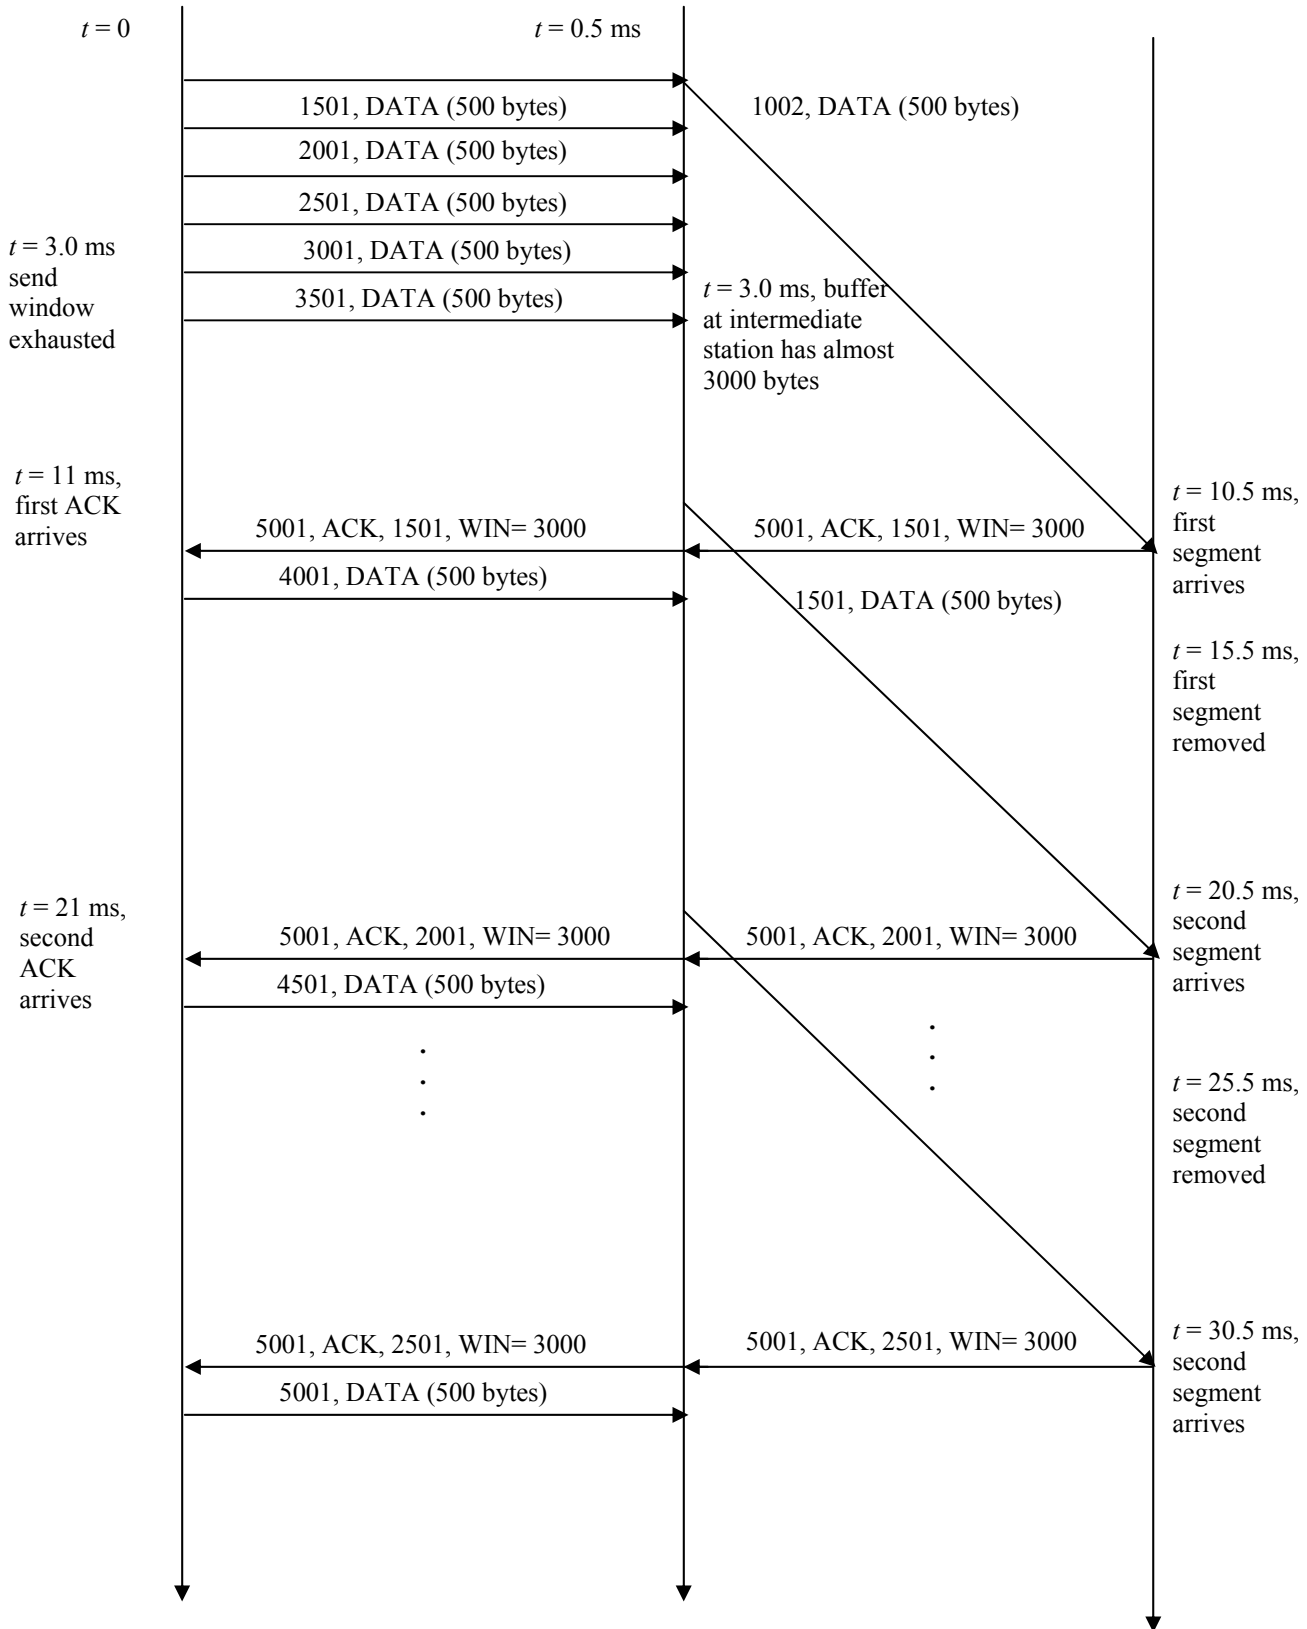 t = 0
t = 0.5 ms
1501, DATA (500 bytes)
1002, DATA (500 bytes)
2001, DATA (500 bytes)
2501, DATA (500 bytes)
t = 3.0 ms
send
window
exhausted
3001, DATA (500 bytes)
3501, DATA (500 bytes)
t = 3.0 ms, buffer
at intermediate
station has almost
3000 bytes
t = 11 ms,
first ACK
arrives
5001, ACK, 1501, WIN= 3000
5001, ACK, 1501, WIN= 3000
t = 10.5 ms,
first
segment
arrives
4001, DATA (500 bytes)
1501, DATA (500 bytes)
t = 15.5 ms,
first
segment
removed
t = 21 ms,
second
ACK
arrives
5001, ACK, 2001, WIN= 3000
5001, ACK, 2001, WIN= 3000
t = 20.5 ms,
second
segment
arrives
4501, DATA (500 bytes)
t = 25.5 ms,
second
segment
removed
5001, ACK, 2501, WIN= 3000
5001, ACK, 2501, WIN= 3000
t = 30.5 ms,
second
segment
arrives
5001, DATA (500 bytes)